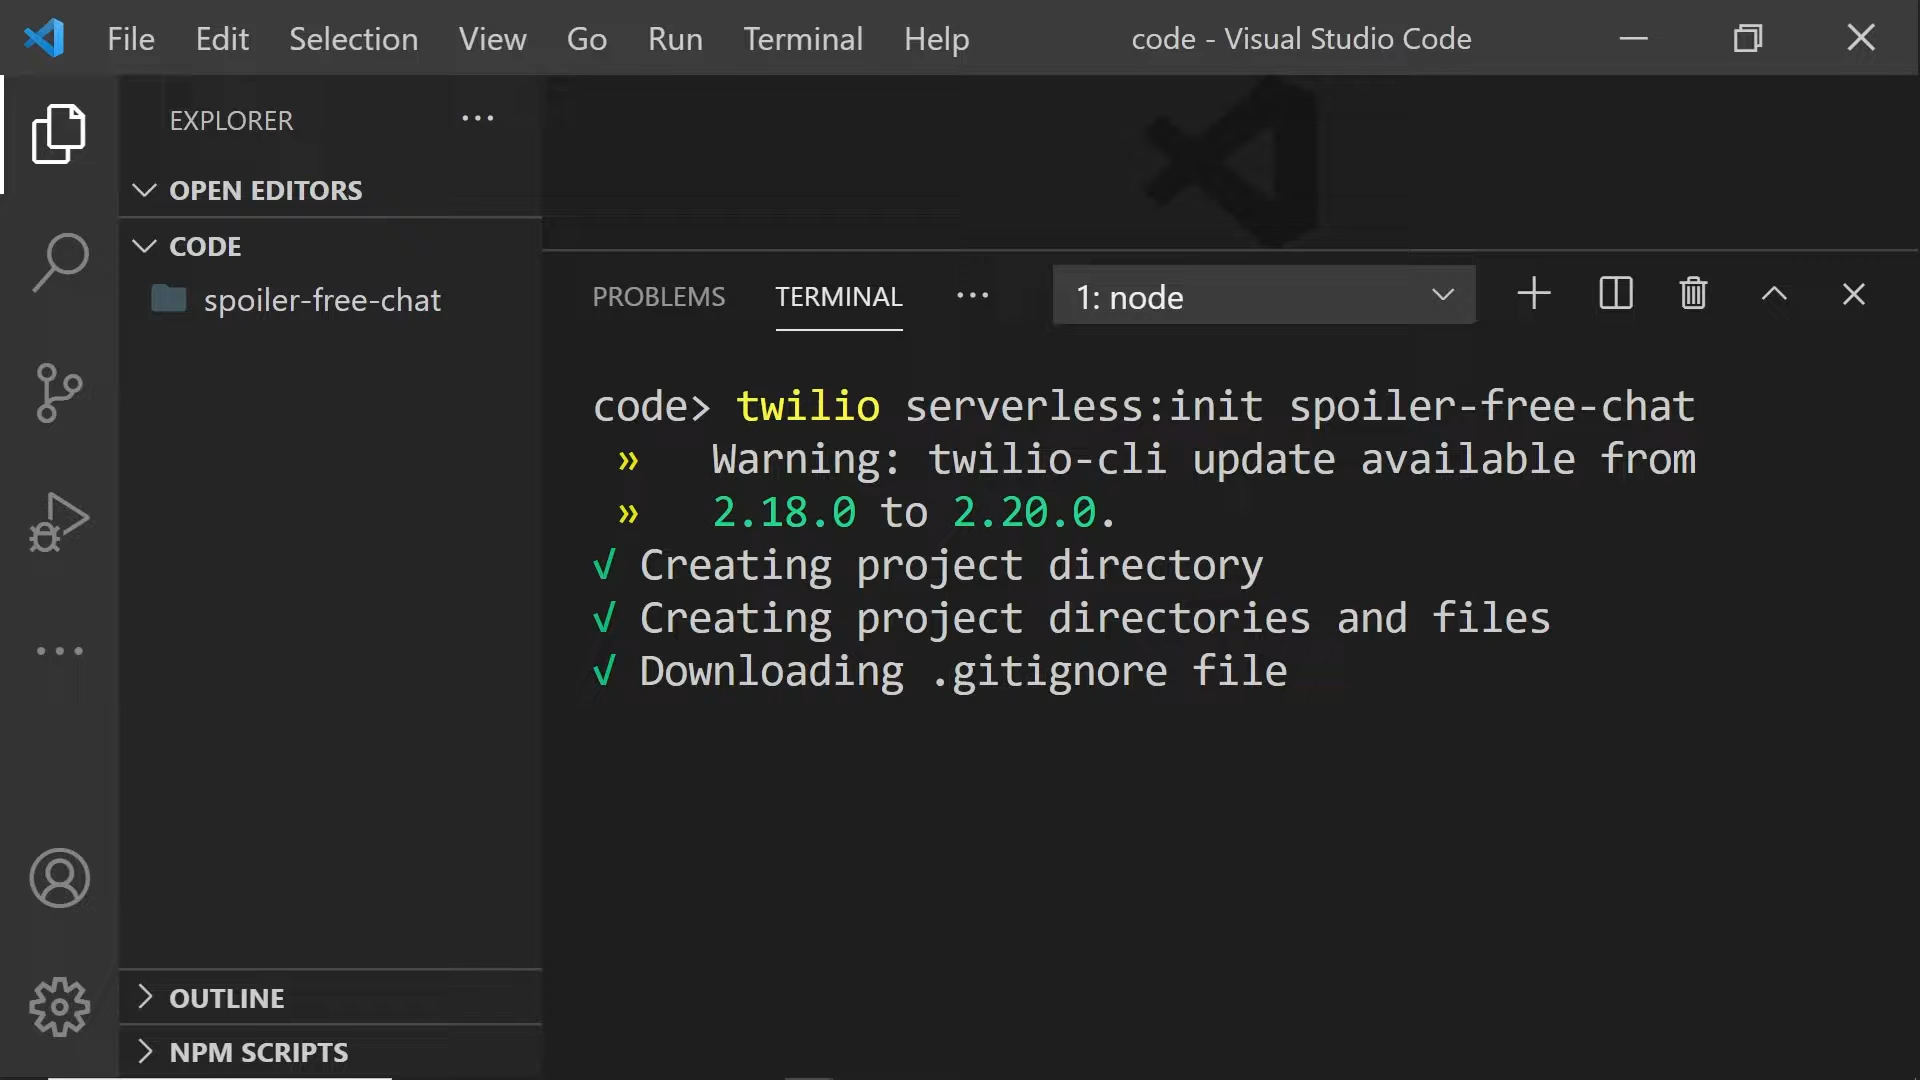 File Edit Selection View Go Run Terminal Help code - Visual Studio Code
EXPLORER
OPEN EDITORS
CODE
spoiler-free-chat
OUTLINE
NPM SCRIPTS
PROBLEMS TERMINAL 1: node
code> twilio serverless:init spoiler-free-chat
» Warning: twilio-cli update available from
» 2.18.0 to 2.20.0.
√ Creating project directory
√ Creating project directories and files
√ Downloading .gitignore file